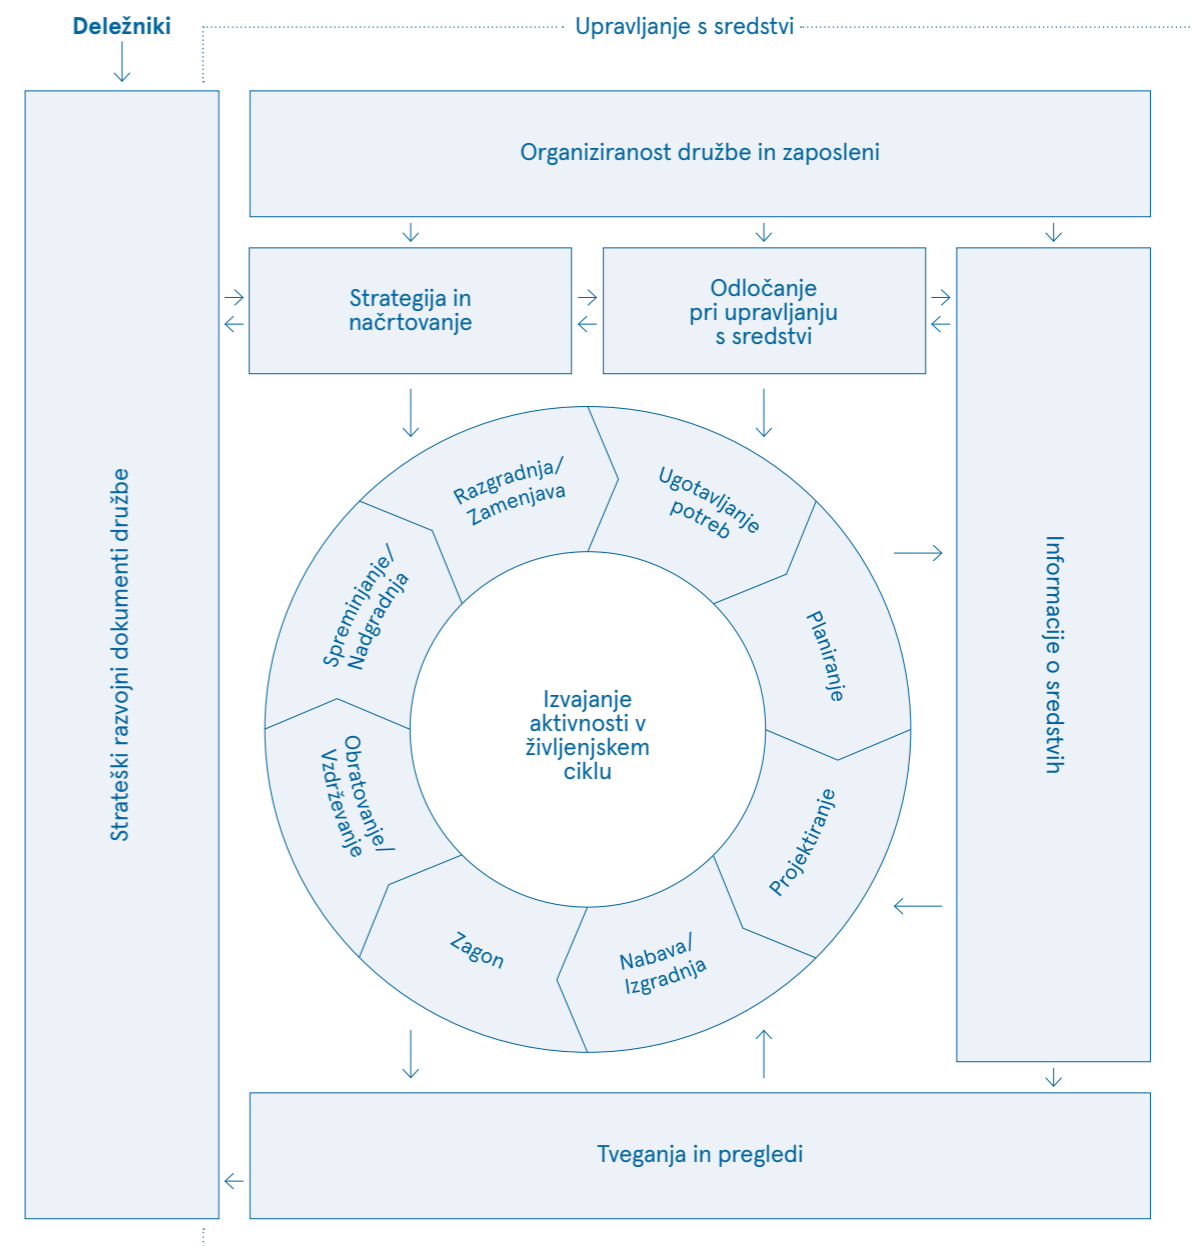 Deležniki
Upravljanje s sredstvi
Organiziranost družbe in zaposleni
Strategija in
načrtovanje
Odločanje
pri upravljanju
s sredstvi
Strateški razvojni dokumenti družbe
Informacije o sredstvih
Razgradnja/
Zamenjava
Ugotavljanje
potreb
Planiranje
Projektiranje
Nabava/
Izgradnja
Zagon
Obratovanje/
Vzdrževanje
Spreminjanje/
Nadgradnja
Izvajanje
aktivnosti v
življenjskem
ciklu
Tveganja in pregledi